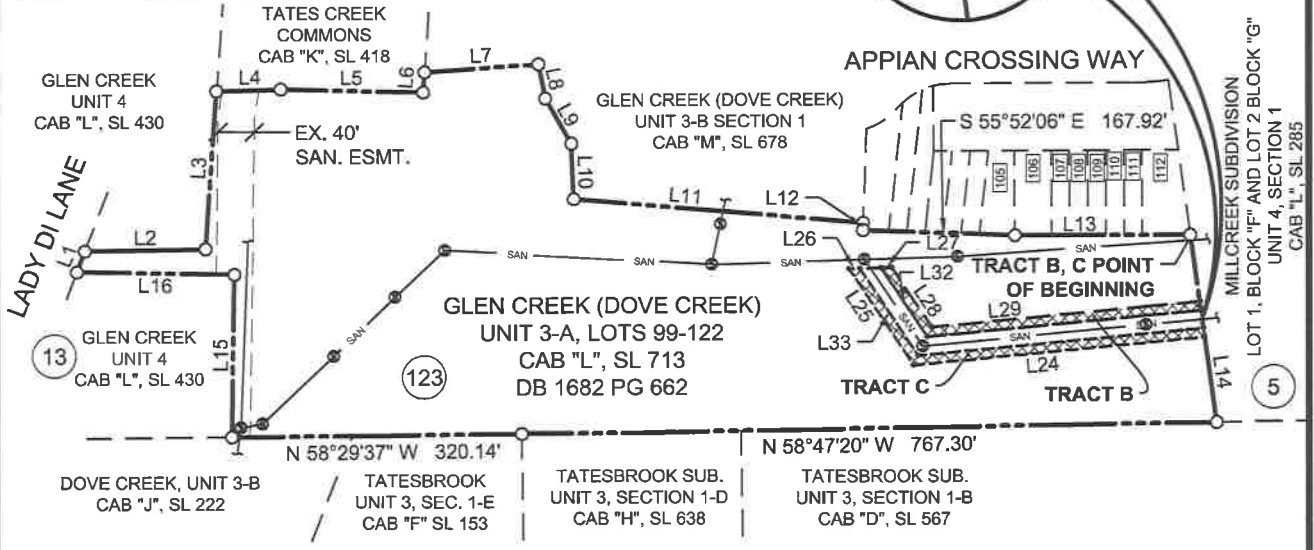 TATES CREEK
COMMONS
CAB "K", SL 418
L7
L6
L4
L5
L8
L9
L10
GLEN CREEK
UNIT 4
CAB "L", SL 430
EX. 40'
SAN. ESMT.
L3
GLEN CREEK (DOVE CREEK)
UNIT 3-B SECTION 1
CAB "M", SL 678
APPIAN CROSSING WAY
S 55°52'06" E 167.92'
105
106
107
108
109
110
111
112
MILLCREEK SUBDIVISION
LOT 1, BLOCK "F" AND LOT 2 BLOCK "G"
UNIT 4, SECTION 1
CAB "L", SL 285
LADY DI LANE
L1
L2
L16
L11
L12
L13
L26
L27
L32
SAN
SAN
SAN
SAN
TRACT B, C POINT
OF BEGINNING
GLEN CREEK (DOVE CREEK)
UNIT 3-A, LOTS 99-122
CAB "L", SL 713
DB 1682 PG 662
L25
L28
L29
L33
SAN
SAN
SAN
SAN
L24
L14
TRACT C
TRACT B
13
GLEN CREEK
UNIT 4
CAB "L", SL 430
L15
123
5
N 58°29'37" W 320.14'
N 58°47'20" W 767.30'
DOVE CREEK, UNIT 3-B
CAB "J", SL 222
TATESBROOK
UNIT 3, SEC. 1-E
CAB "F" SL 153
TATESBROOK SUB.
UNIT 3, SECTION 1-D
CAB "H", SL 638
TATESBROOK SUB.
UNIT 3, SECTION 1-B
CAB "D", SL 567